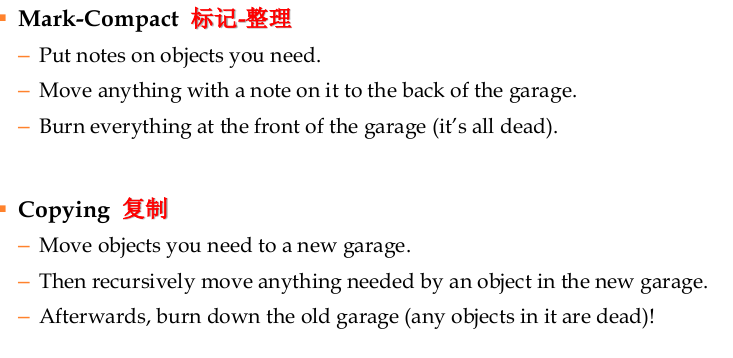 ▪ Mark-Compact 标记-整理
– Put notes on objects you need.
– Move anything with a note on it to the back of the garage.
– Burn everything at the front of the garage (it's all dead).
▪ Copying 复制
– Move objects you need to a new garage.
– Then recursively move anything needed by an object in the new garage.
– Afterwards, burn down the old garage (any objects in it are dead)!